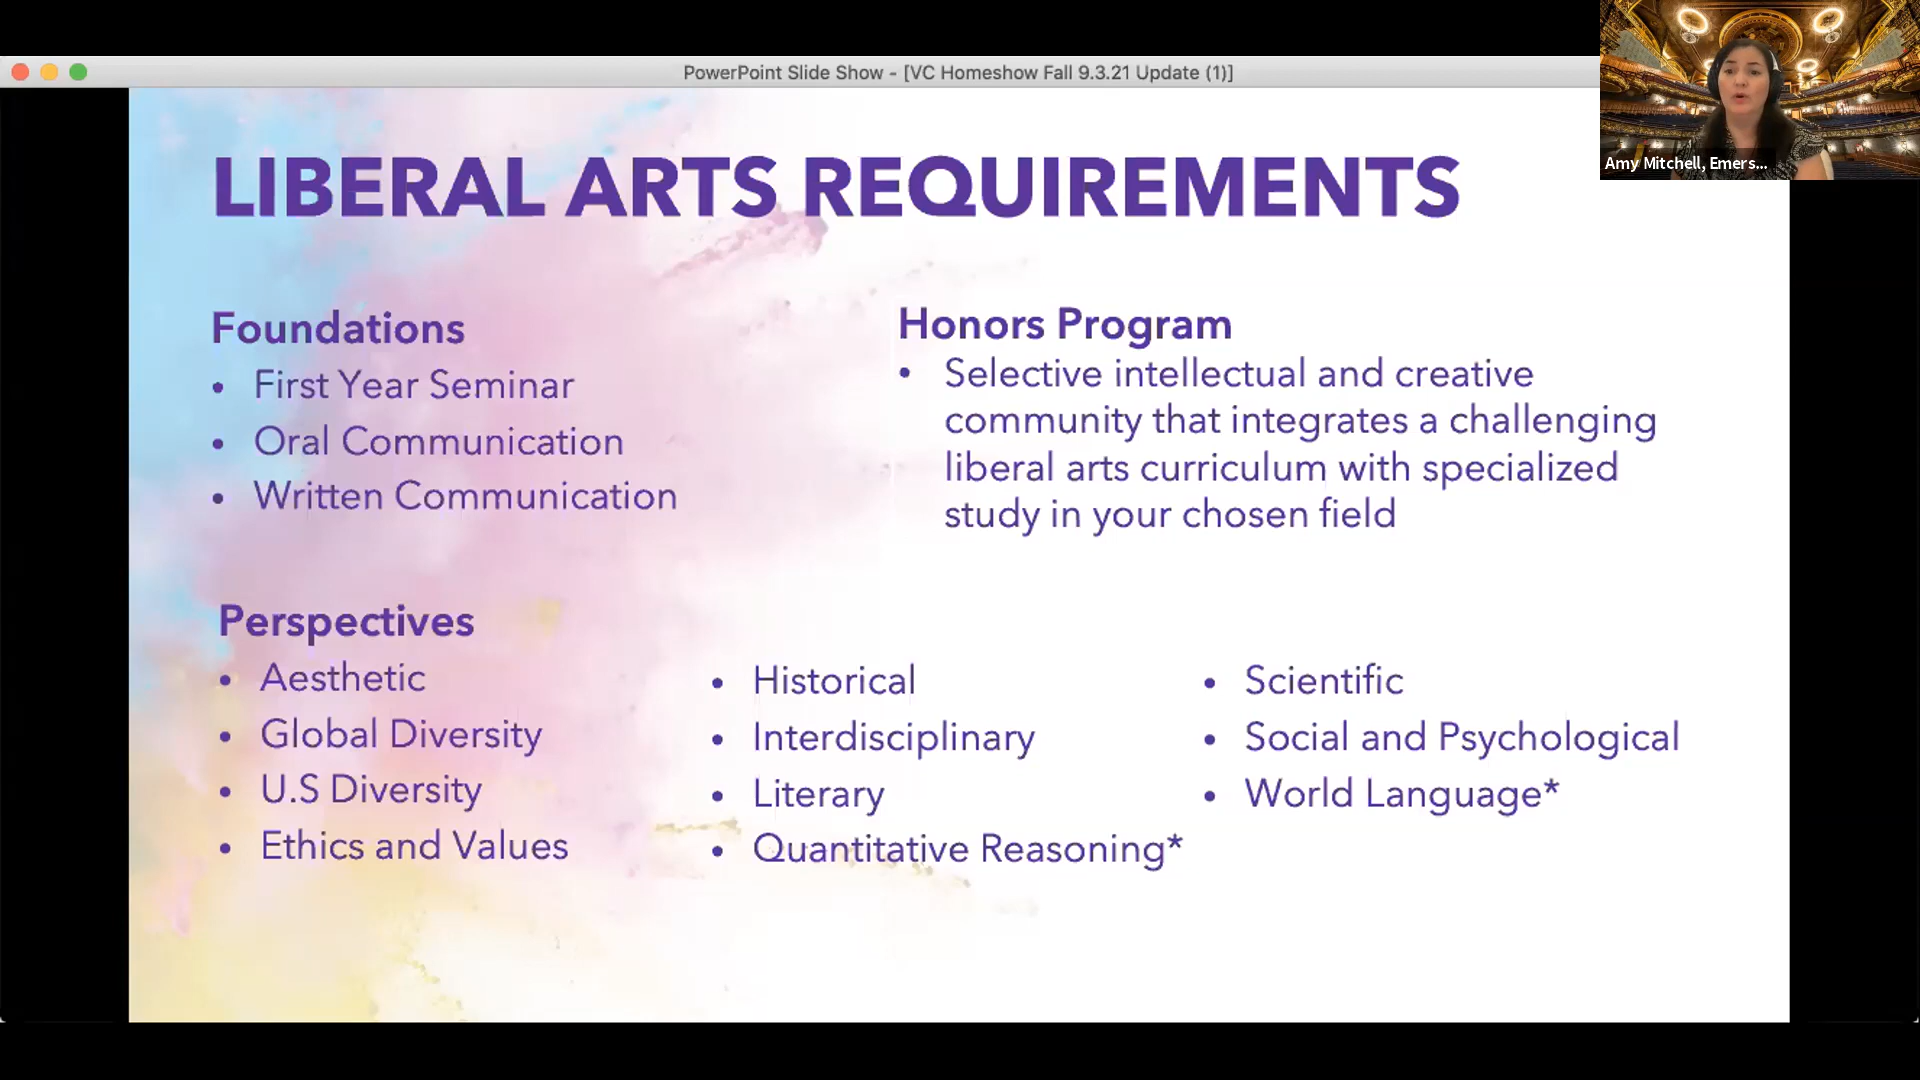 PowerPoint Slide Show - [VC Homeshow Fall 9.3.21 Update (1)]
Amy Mitchell, Emers...
LIBERAL ARTS REQUIREMENTS
Foundations
• First Year Seminar
• Oral Communication
• Written Communication
Honors Program
• Selective intellectual and creative
community that integrates a challenging
liberal arts curriculum with specialized
study in your chosen field
Perspectives
• Aesthetic
• Global Diversity
• U.S Diversity
• Ethics and Values
• Historical
• Interdisciplinary
• Literary
• Quantitative Reasoning*
• Scientific
• Social and Psychological
• World Language*